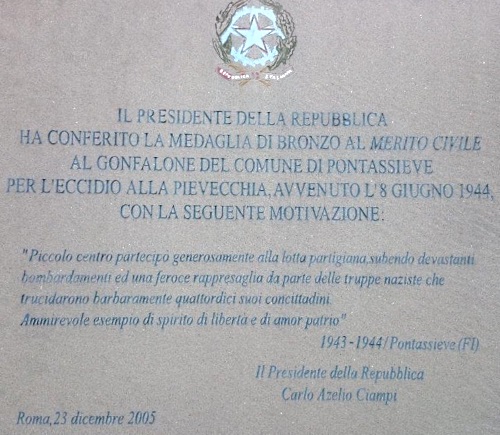 IL PRESIDENTE DELLA REPUBBLICA
HA CONFERITO LA MEDAGLIA DI BRONZO AL MERITO CIVILE
AL GONFALONE DEL COMUNE DI PONTASSIEVE
PER L'ECCIDIO ALLA PIEVECCHIA, AVVENUTO L'8 GIUGNO 1944,
CON LA SEGUENTE MOTIVAZIONE:
"Piccolo centro partecipò generosamente alla lotta partigiana, subendo devastanti
bombardamenti ed una feroce rappresaglia da parte delle truppe naziste che
trucidarono barbaramente quattordici suoi concittadini.
Ammirevole esempio di spirito di libertà e di amor patrio"
1943-1944/Pontassieve (FI)
Il Presidente della Repubblica
Carlo Azelio Ciampi
Roma, 23 dicembre 2005